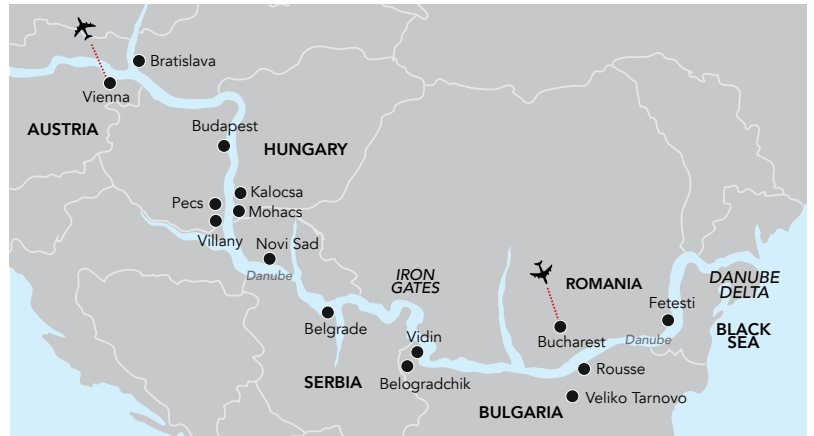 Bratislava
Vienna
AUSTRIA
Budapest
HUNGARY
Kalocsa
Pecs
Mohacs
Villany
Novi Sad
Danube
IRON
GATES
ROMANIA
DANUBE
DELTA
Fetesti
Belgrade
Bucharest
Danube
BLACK
SEA
Vidin
Rousse
SERBIA
Belogradchik
BULGARIA
Veliko Tarnovo